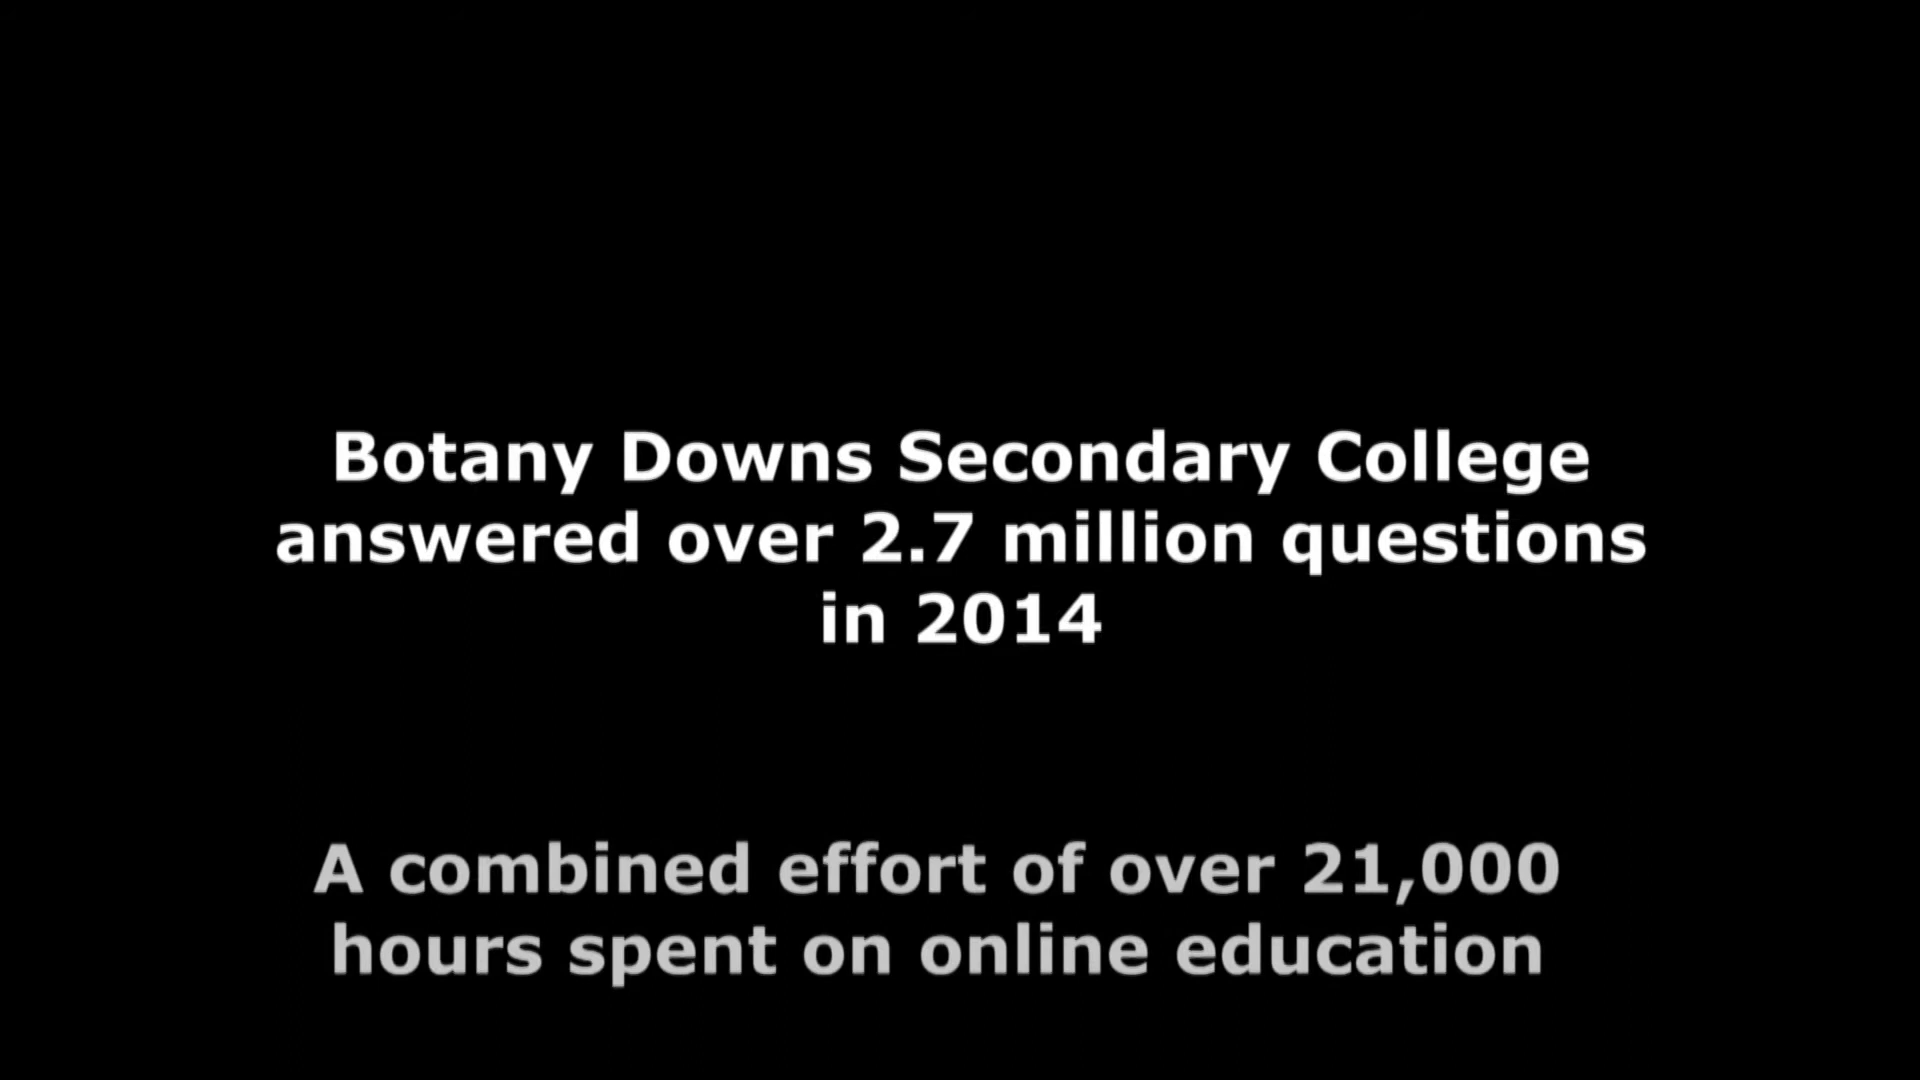 Botany Downs Secondary College
answered over 2.7 million questions
in 2014
A combined effort of over 21,000
hours spent on online education